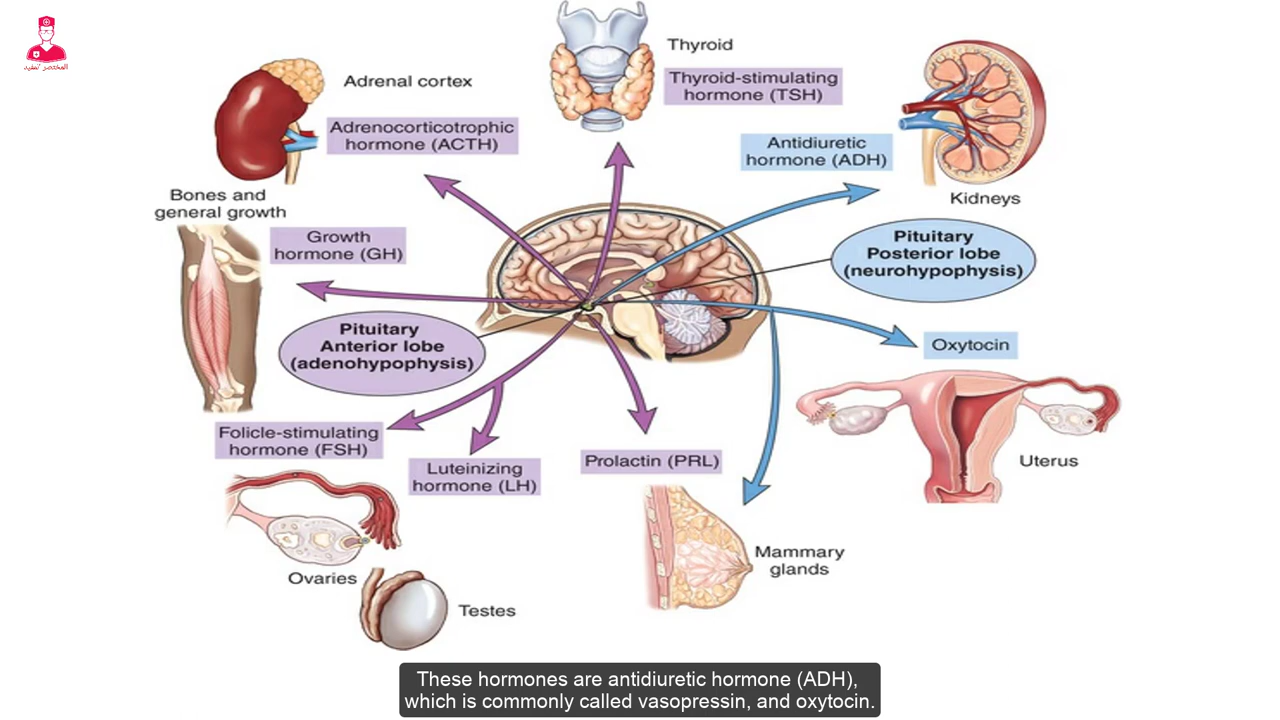 المختصر المفيد
Thyroid
Thyroid-stimulating
hormone (TSH)
Adrenal cortex
Adrenocorticotrophic
hormone (ACTH)
Antidiuretic
hormone (ADH)
Kidneys
Bones and
general growth
Growth
hormone (GH)
Pituitary
Posterior lobe
(neurohypophysis)
Pituitary
Anterior lobe
(adenohypophysis)
Oxytocin
Folicle-stimulating
hormone (FSH)
Luteinizing
hormone (LH)
Prolactin (PRL)
Uterus
Ovaries
Testes
Mammary
glands
These hormones are antidiuretic hormone (ADH),
which is commonly called vasopressin, and oxytocin.